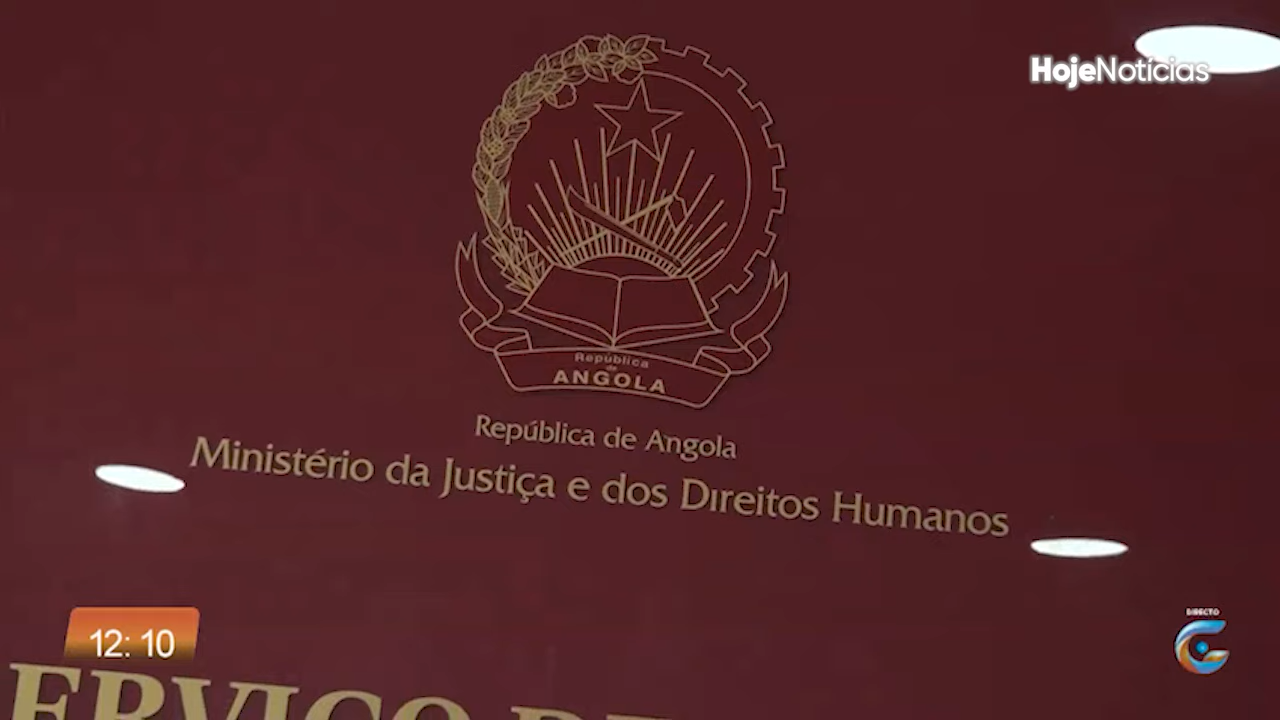 HojeNotícias
República
de
ANGOLA
República de Angola
Ministério da Justiça e dos Direitos Humanos
DIRECTO
12: 10